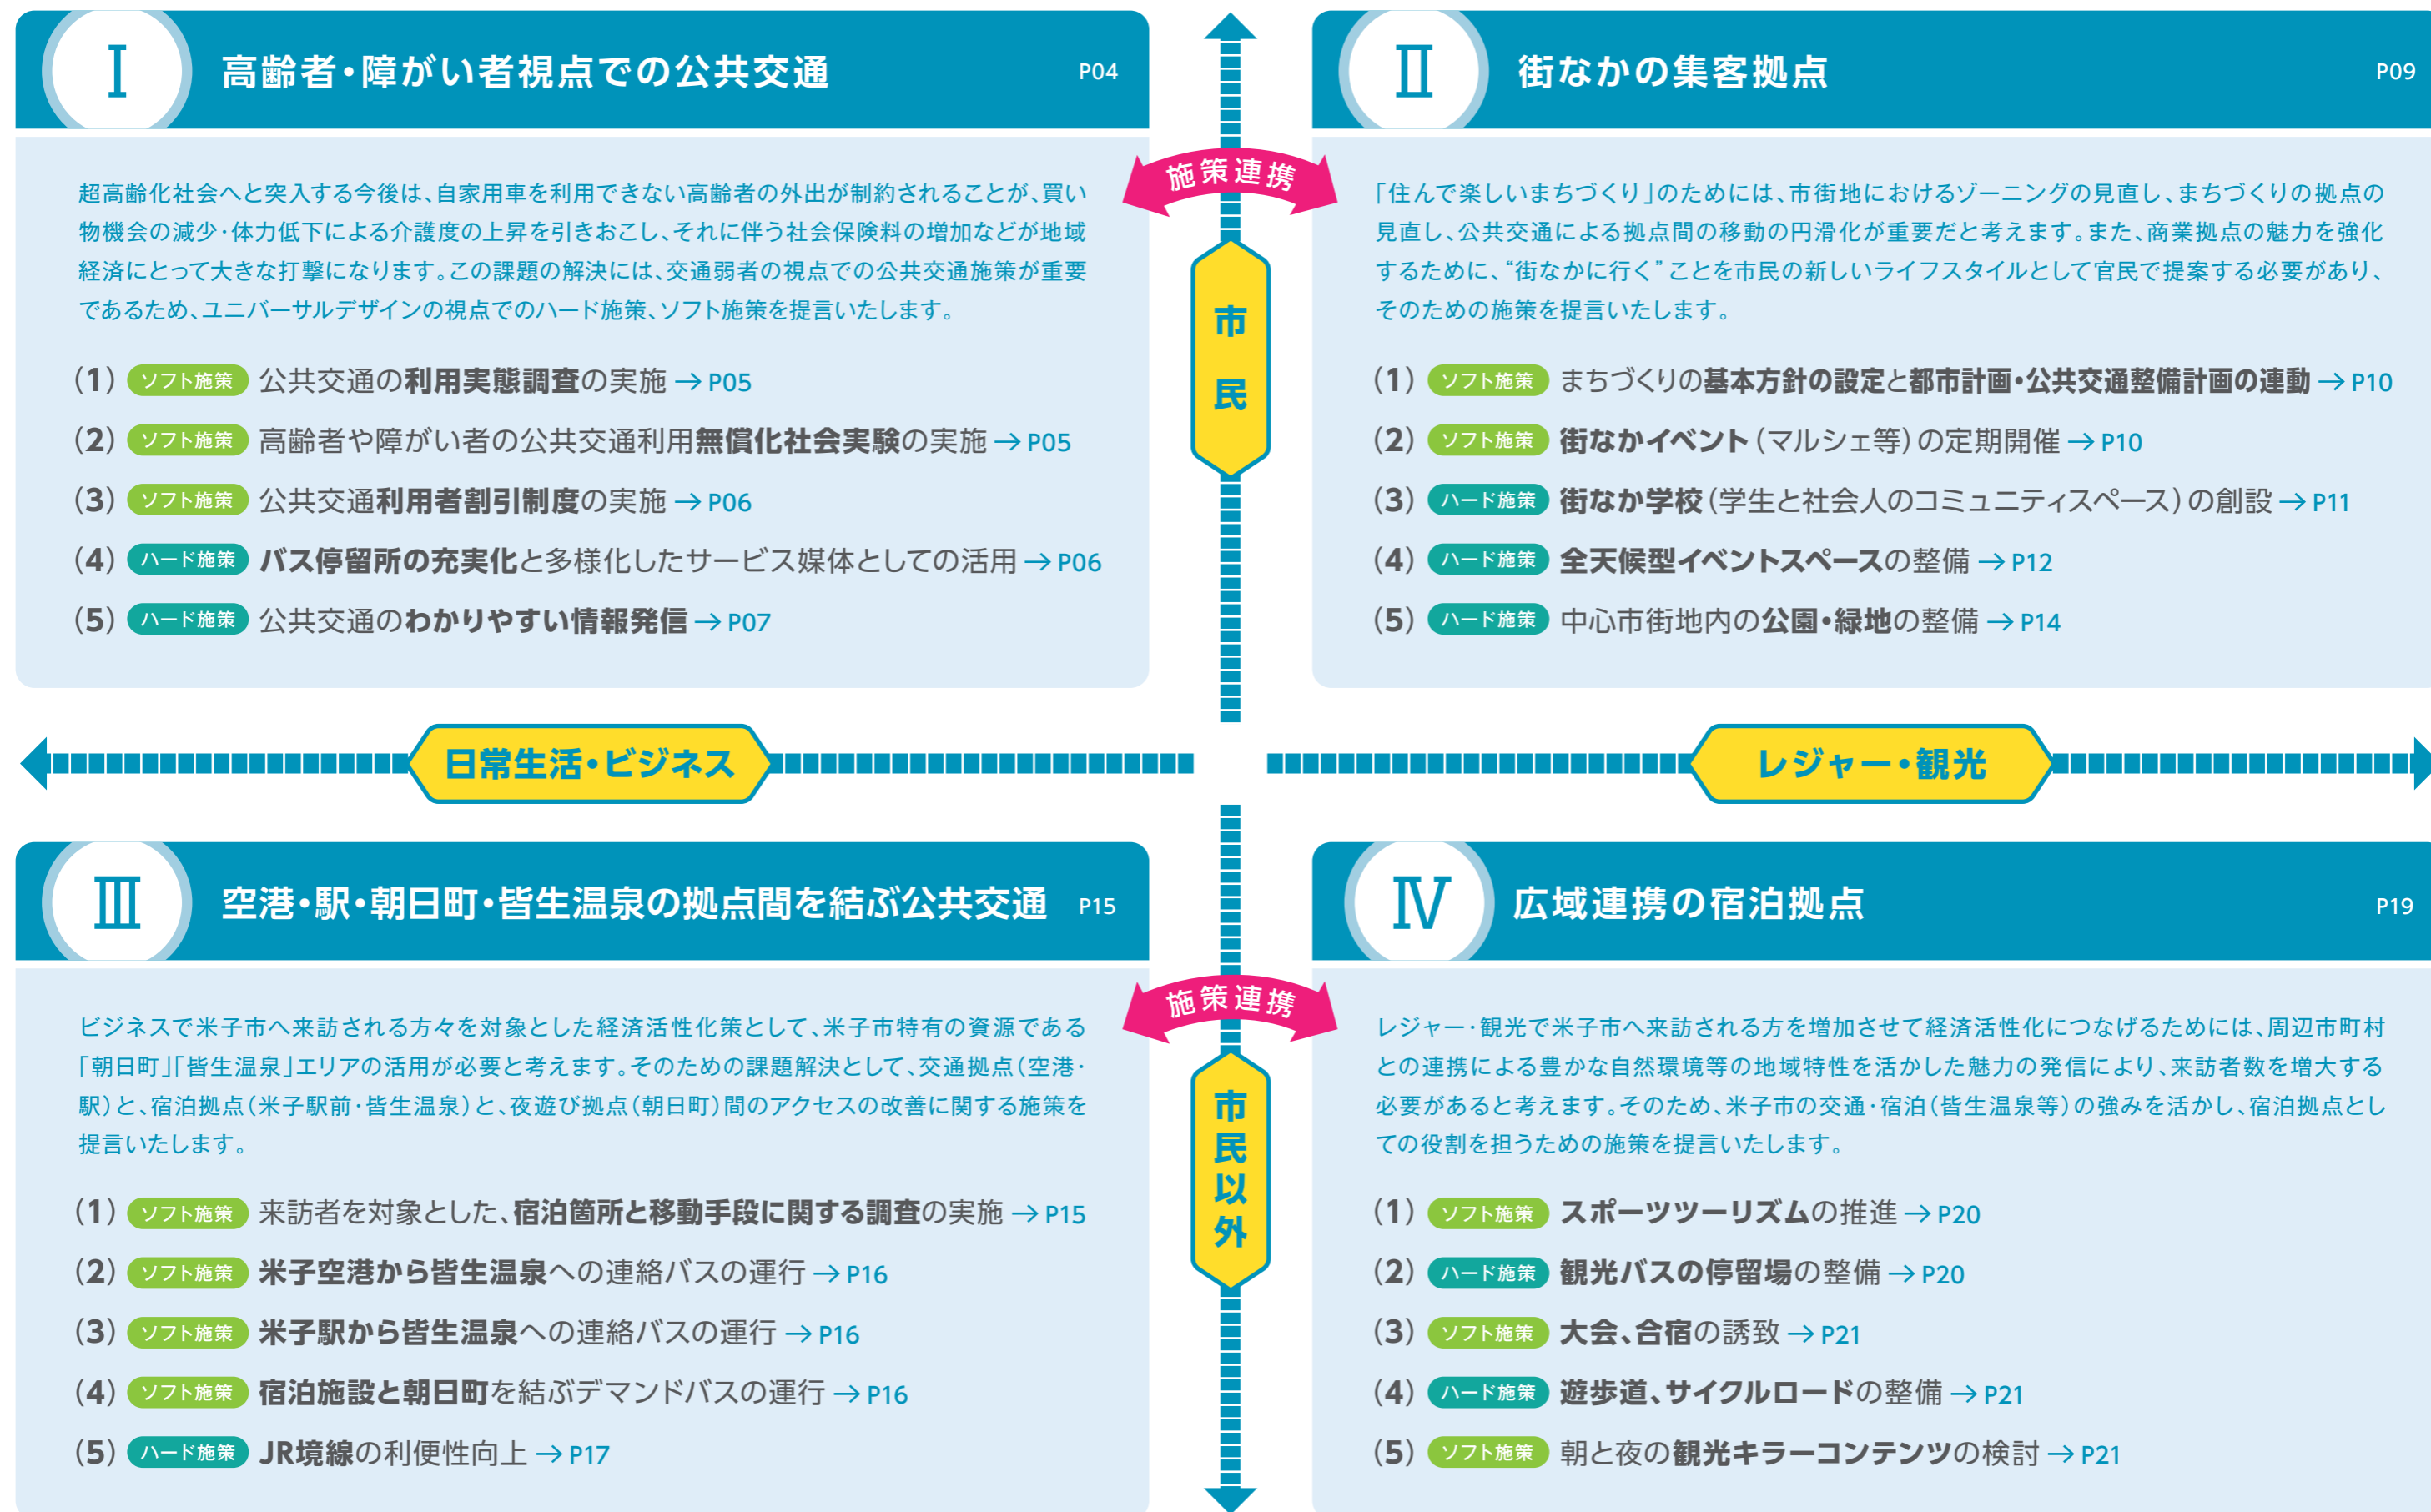 I
高齢者・障がい者視点での公共交通
P04
超高齢化社会へと突入する今後は、自家用車を利用できない高齢者の外出が制約されることが、買い
物機会の減少・体力低下による介護度の上昇を引きおこし、それに伴う社会保険料の増加などが地域
経済にとって大きな打撃になります。この課題の解決には、交通弱者の視点での公共交通施策が重要
であるため、ユニバーサルデザインの視点でのハード施策、ソフト施策を提言いたします。
(1) ソフト施策 公共交通の利用実態調査の実施 → P05
(2) ソフト施策 高齢者や障がい者の公共交通利用無償化社会実験の実施 → P05
(3) ソフト施策 公共交通利用者割引制度の実施 → P06
(4) ハード施策 バス停留所の充実化と多様化したサービス媒体としての活用 → P06
(5) ハード施策 公共交通のわかりやすい情報発信 → P07
施策連携
市民
II
街なかの集客拠点
P09
「住んで楽しいまちづくり」のためには、市街地におけるゾーニングの見直し、まちづくりの拠点の
見直し、公共交通による拠点間の移動の円滑化が重要だと考えます。また、商業拠点の魅力を強化
するために、“街なかに行く” ことを市民の新しいライフスタイルとして官民で提案する必要があり、
そのための施策を提言いたします。
(1) ソフト施策 まちづくりの基本方針の設定と都市計画・公共交通整備計画の連動 → P10
(2) ソフト施策 街なかイベント（マルシェ等）の定期開催 → P10
(3) ハード施策 街なか学校（学生と社会人のコミュニティスペース）の創設 → P11
(4) ハード施策 全天候型イベントスペースの整備 → P12
(5) ハード施策 中心市街地内の公園・緑地の整備 → P14
日常生活・ビジネス
レジャー・観光
III
空港・駅・朝日町・皆生温泉の拠点間を結ぶ公共交通
P15
ビジネスで米子市へ来訪される方々を対象とした経済活性化策として、米子市特有の資源である
「朝日町」「皆生温泉」エリアの活用が必要と考えます。そのための課題解決として、交通拠点（空港・
駅）と、宿泊拠点（米子駅前・皆生温泉）と、夜遊び拠点（朝日町）間のアクセスの改善に関する施策を
提言いたします。
(1) ソフト施策 来訪者を対象とした、宿泊箇所と移動手段に関する調査の実施 → P15
(2) ソフト施策 米子空港から皆生温泉への連絡バスの運行 → P16
(3) ソフト施策 米子駅から皆生温泉への連絡バスの運行 → P16
(4) ソフト施策 宿泊施設と朝日町を結ぶデマンドバスの運行 → P16
(5) ハード施策 JR境線の利便性向上 → P17
施策連携
市民以外
IV
広域連携の宿泊拠点
P19
レジャー・観光で米子市へ来訪される方を増加させて経済活性化につなげるためには、周辺市町村
との連携による豊かな自然環境等の地域特性を活かした魅力の発信により、来訪者数を増大する
必要があると考えます。そのため、米子市の交通・宿泊（皆生温泉等）の強みを活かし、宿泊拠点とし
ての役割を担うための施策を提言いたします。
(1) ソフト施策 スポーツツーリズムの推進 → P20
(2) ハード施策 観光バスの停留場の整備 → P20
(3) ソフト施策 大会、合宿の誘致 → P21
(4) ハード施策 遊歩道、サイクルロードの整備 → P21
(5) ソフト施策 朝と夜の観光キラーコンテンツの検討 → P21